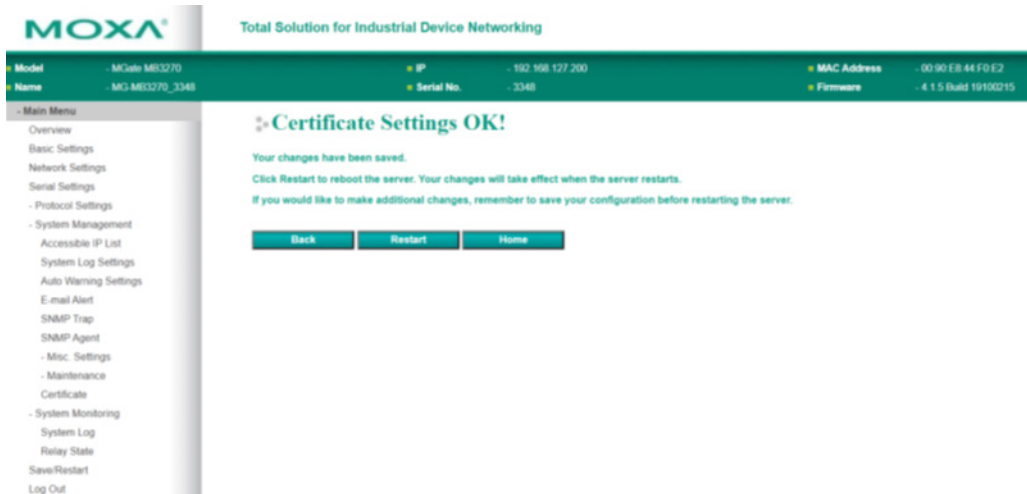 MOXA®
Total Solution for Industrial Device Networking
Model - MGate MB3270 IP - 192.168.127.200 MAC Address - 00:90:E8:44:F0:E2
Name - MG-MB3270_3348 Serial No. - 3348 Firmware - 4.1.5 Build 19100215
- Main Menu
Overview
Basic Settings
Network Settings
Serial Settings
- Protocol Settings
- System Management
Accessible IP List
System Log Settings
Auto Warning Settings
E-mail Alert
SNMP Trap
SNMP Agent
- Misc. Settings
- Maintenance
Certificate
- System Monitoring
System Log
Relay State
Save/Restart
Log Out
Certificate Settings OK!
Your changes have been saved.
Click Restart to reboot the server. Your changes will take effect when the server restarts.
If you would like to make additional changes, remember to save your configuration before restarting the server.
Back Restart Home